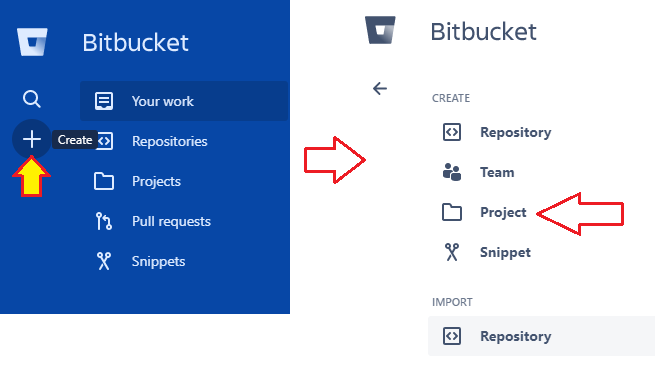 Bitbucket
Your work
Create
Repositories
Projects
Pull requests
Snippets
Bitbucket
CREATE
Repository
Team
Project
Snippet
IMPORT
Repository